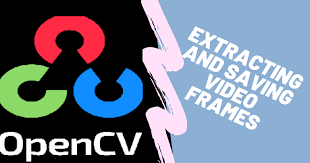 OpenCV
EXTRACTING
AND SAVING
VIDEO
FRAMES